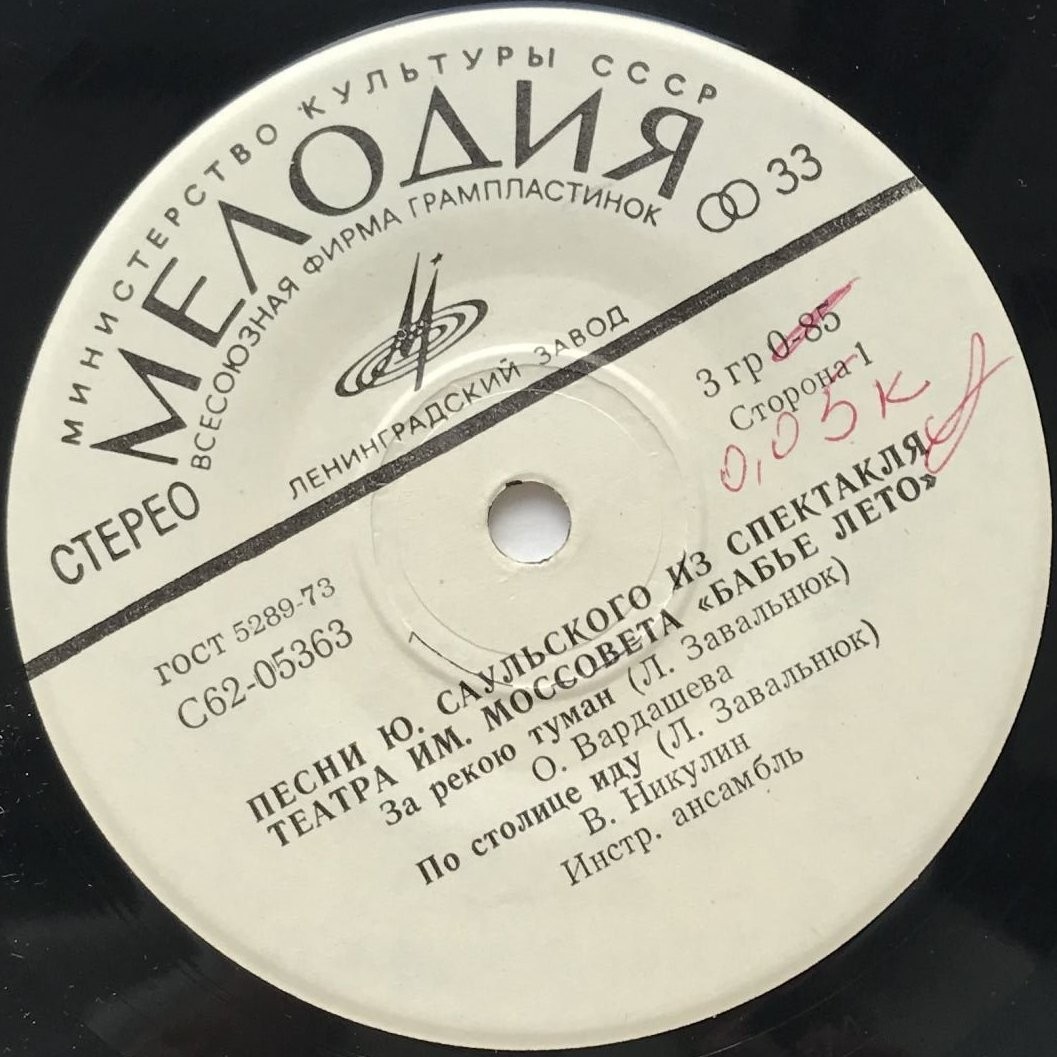 МИНИСТЕРСТВО КУЛЬТУРЫ СССР
МЕЛОДИЯ
ВСЕСОЮЗНАЯ ФИРМА ГРАМПЛАСТИНОК
33
СТЕРЕО
ЛЕНИНГРАДСКИЙ ЗАВОД
3 гр 0-85
Сторона-1
0,05к
ГОСТ 5289-73
С62-05363
ПЕСНИ Ю. САУЛЬСКОГО ИЗ СПЕКТАКЛЯ
ТЕАТРА ИМ. МОССОВЕТА «БАБЬЕ ЛЕТО»
За рекою туман (Л. Завальнюк)
О. Вардашева
По столице иду (Л. Завальнюк)
В. Никулин
Инстр. ансамбль